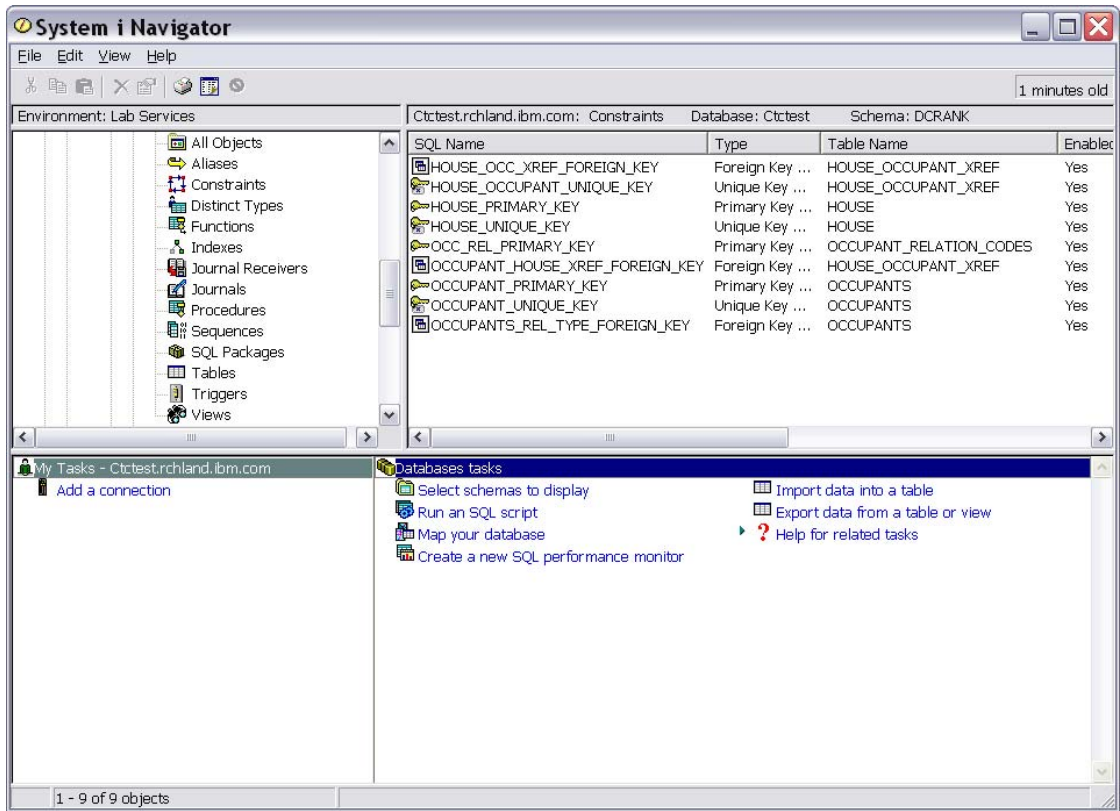 System i Navigator
File Edit View Help
1 minutes old
Environment: Lab Services
Ctctest.rchland.ibm.com: Constraints Database: Ctctest Schema: DCRANK
All Objects
Aliases
Constraints
Distinct Types
Functions
Indexes
Journal Receivers
Journals
Procedures
Sequences
SQL Packages
Tables
Triggers
Views
SQL Name Type Table Name Enabled
HOUSE_OCC_XREF_FOREIGN_KEY Foreign Key ... HOUSE_OCCUPANT_XREF Yes
HOUSE_OCCUPANT_UNIQUE_KEY Unique Key ... HOUSE_OCCUPANT_XREF Yes
HOUSE_PRIMARY_KEY Primary Key ... HOUSE Yes
HOUSE_UNIQUE_KEY Unique Key ... HOUSE Yes
OCC_REL_PRIMARY_KEY Primary Key ... OCCUPANT_RELATION_CODES Yes
OCCUPANT_HOUSE_XREF_FOREIGN_KEY Foreign Key ... HOUSE_OCCUPANT_XREF Yes
OCCUPANT_PRIMARY_KEY Primary Key ... OCCUPANTS Yes
OCCUPANT_UNIQUE_KEY Unique Key ... OCCUPANTS Yes
OCCUPANTS_REL_TYPE_FOREIGN_KEY Foreign Key ... OCCUPANTS Yes
My Tasks - Ctctest.rchland.ibm.com
Add a connection
Databases tasks
Select schemas to display
Run an SQL script
Map your database
Create a new SQL performance monitor
Import data into a table
Export data from a table or view
? Help for related tasks
1 - 9 of 9 objects